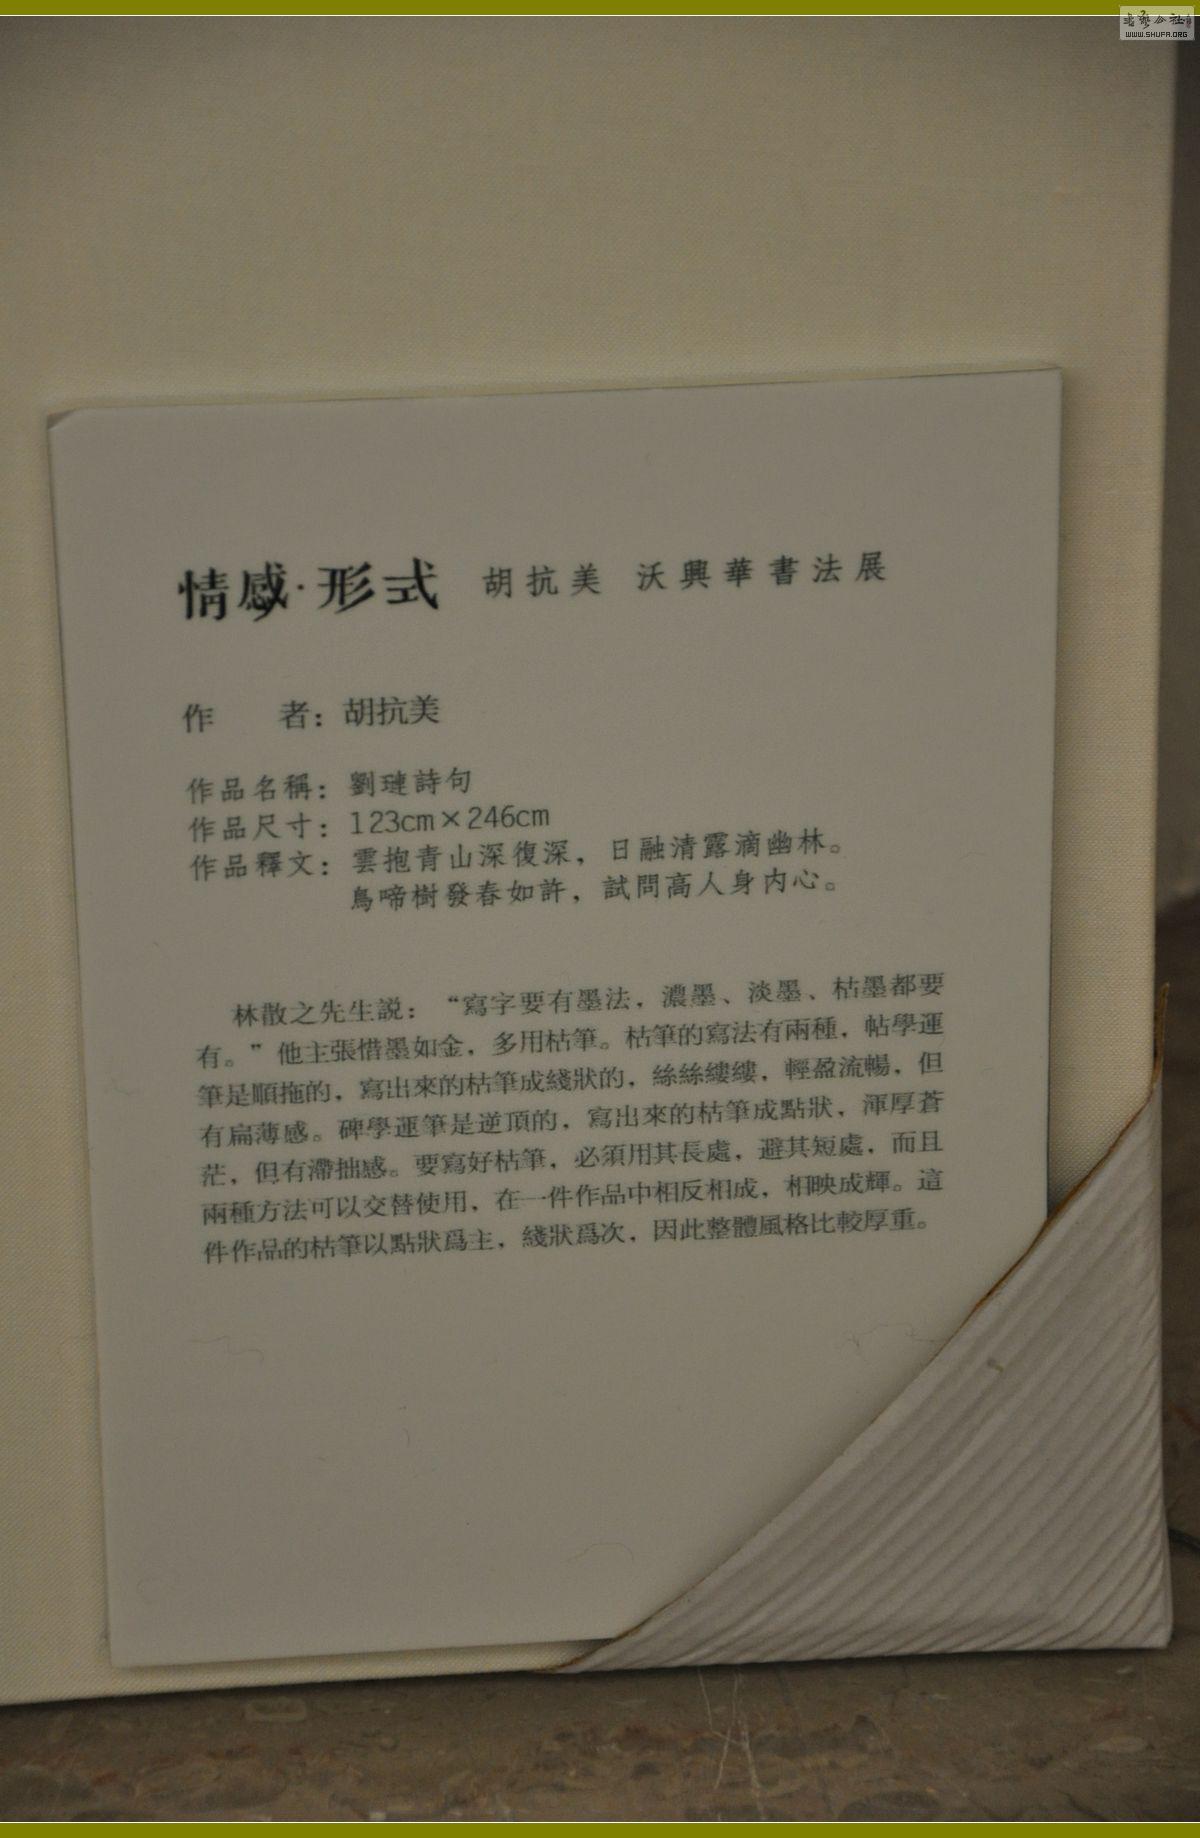 WWW.SHUFA.ORG
情感·形式 胡抗美 沃興華書法展
作 者：胡抗美
作品名稱：劉璉詩句
作品尺寸：123cm×246cm
作品釋文：雲抱青山深復深，日融清露滴幽林。
鳥啼樹發春如許，試問高人身内心。
林散之先生説：“寫字要有墨法，濃墨、淡墨、枯墨都要
有。”他主張惜墨如金，多用枯筆。枯筆的寫法有兩種，帖學運
筆是順拖的，寫出來的枯筆成綫狀的，絲絲縷縷，輕盈流暢，但
有扁薄感。碑學運筆是逆頂的，寫出來的枯筆成點狀，渾厚蒼
茫，但有滯拙感。要寫好枯筆，必須用其長處，避其短處，而且
兩種方法可以交替使用，在一件作品中相反相成，相映成輝。這
件作品的枯筆以點狀爲主，綫狀爲次，因此整體風格比較厚重。